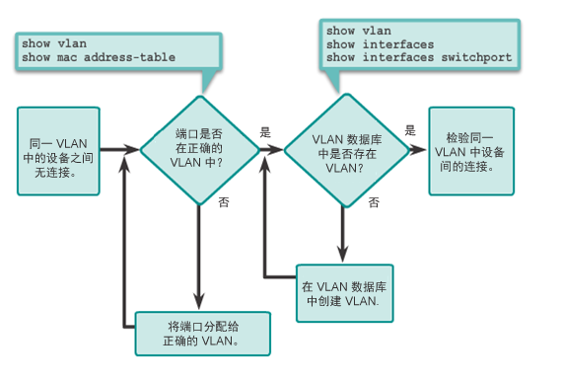 show vlan
show mac address-table
show vlan
show interfaces
show interfaces switchport
同一 VLAN
中的设备之间
无连接。
端口是否
在正确的
VLAN 中？
是
VLAN 数据库
中是否存在
VLAN？
是
检验同一
VLAN 中设备
间的连接。
否
否
在 VLAN 数据库
中创建 VLAN.
将端口分配给
正确的 VLAN。